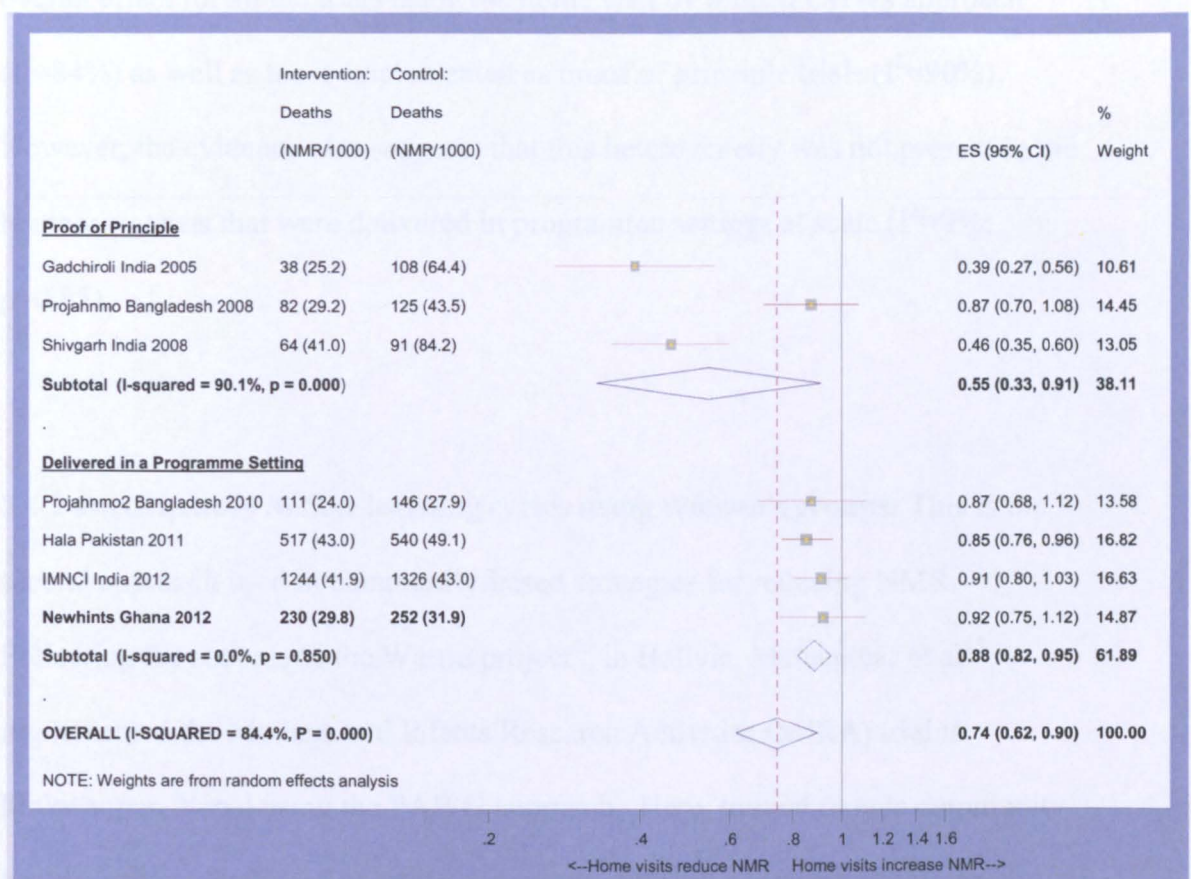 Intervention: Control:
Deaths Deaths %
(NMR/1000) (NMR/1000) ES (95% CI) Weight
Proof of Principle
Gadchiroli India 2005 38 (25.2) 108 (64.4) 0.39 (0.27, 0.56) 10.61
Projahnmo Bangladesh 2008 82 (29.2) 125 (43.5) 0.87 (0.70, 1.08) 14.45
Shivgarh India 2008 64 (41.0) 91 (84.2) 0.46 (0.35, 0.60) 13.05
Subtotal (I-squared = 90.1%, p = 0.000) 0.55 (0.33, 0.91) 38.11
.
Delivered in a Programme Setting
Projahnmo2 Bangladesh 2010 111 (24.0) 146 (27.9) 0.87 (0.68, 1.12) 13.58
Hala Pakistan 2011 517 (43.0) 540 (49.1) 0.85 (0.76, 0.96) 16.82
IMNCI India 2012 1244 (41.9) 1326 (43.0) 0.91 (0.80, 1.03) 16.63
Newhints Ghana 2012 230 (29.8) 252 (31.9) 0.92 (0.75, 1.12) 14.87
Subtotal (I-squared = 0.0%, p = 0.850) 0.88 (0.82, 0.95) 61.89
.
OVERALL (I-SQUARED = 84.4%, P = 0.000) 0.74 (0.62, 0.90) 100.00
NOTE: Weights are from random effects analysis
.2 .4 .6 .8 1 1.2 1.4 1.6
<--Home visits reduce NMR Home visits increase NMR-->